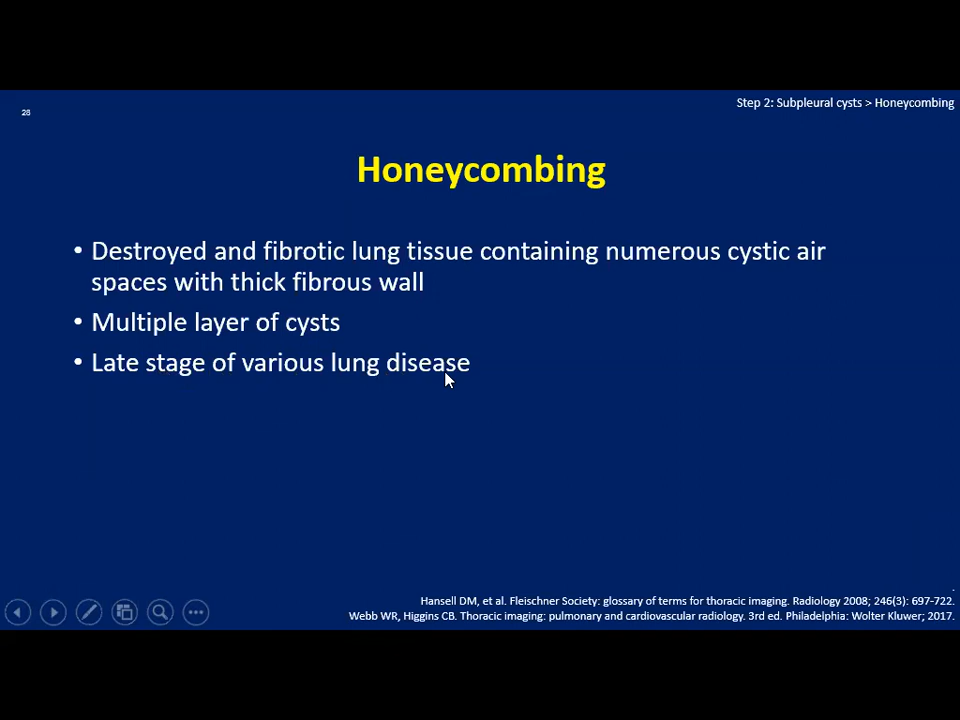 Step 2: Subpleural cysts > Honeycombing
28
Honeycombing
• Destroyed and fibrotic lung tissue containing numerous cystic air
spaces with thick fibrous wall
• Multiple layer of cysts
• Late stage of various lung disease
.
Hansell DM, et al. Fleischner Society: glossary of terms for thoracic imaging. Radiology 2008; 246(3): 697-722.
Webb WR, Higgins CB. Thoracic imaging: pulmonary and cardiovascular radiology. 3rd ed. Philadelphia: Wolter Kluwer; 2017.